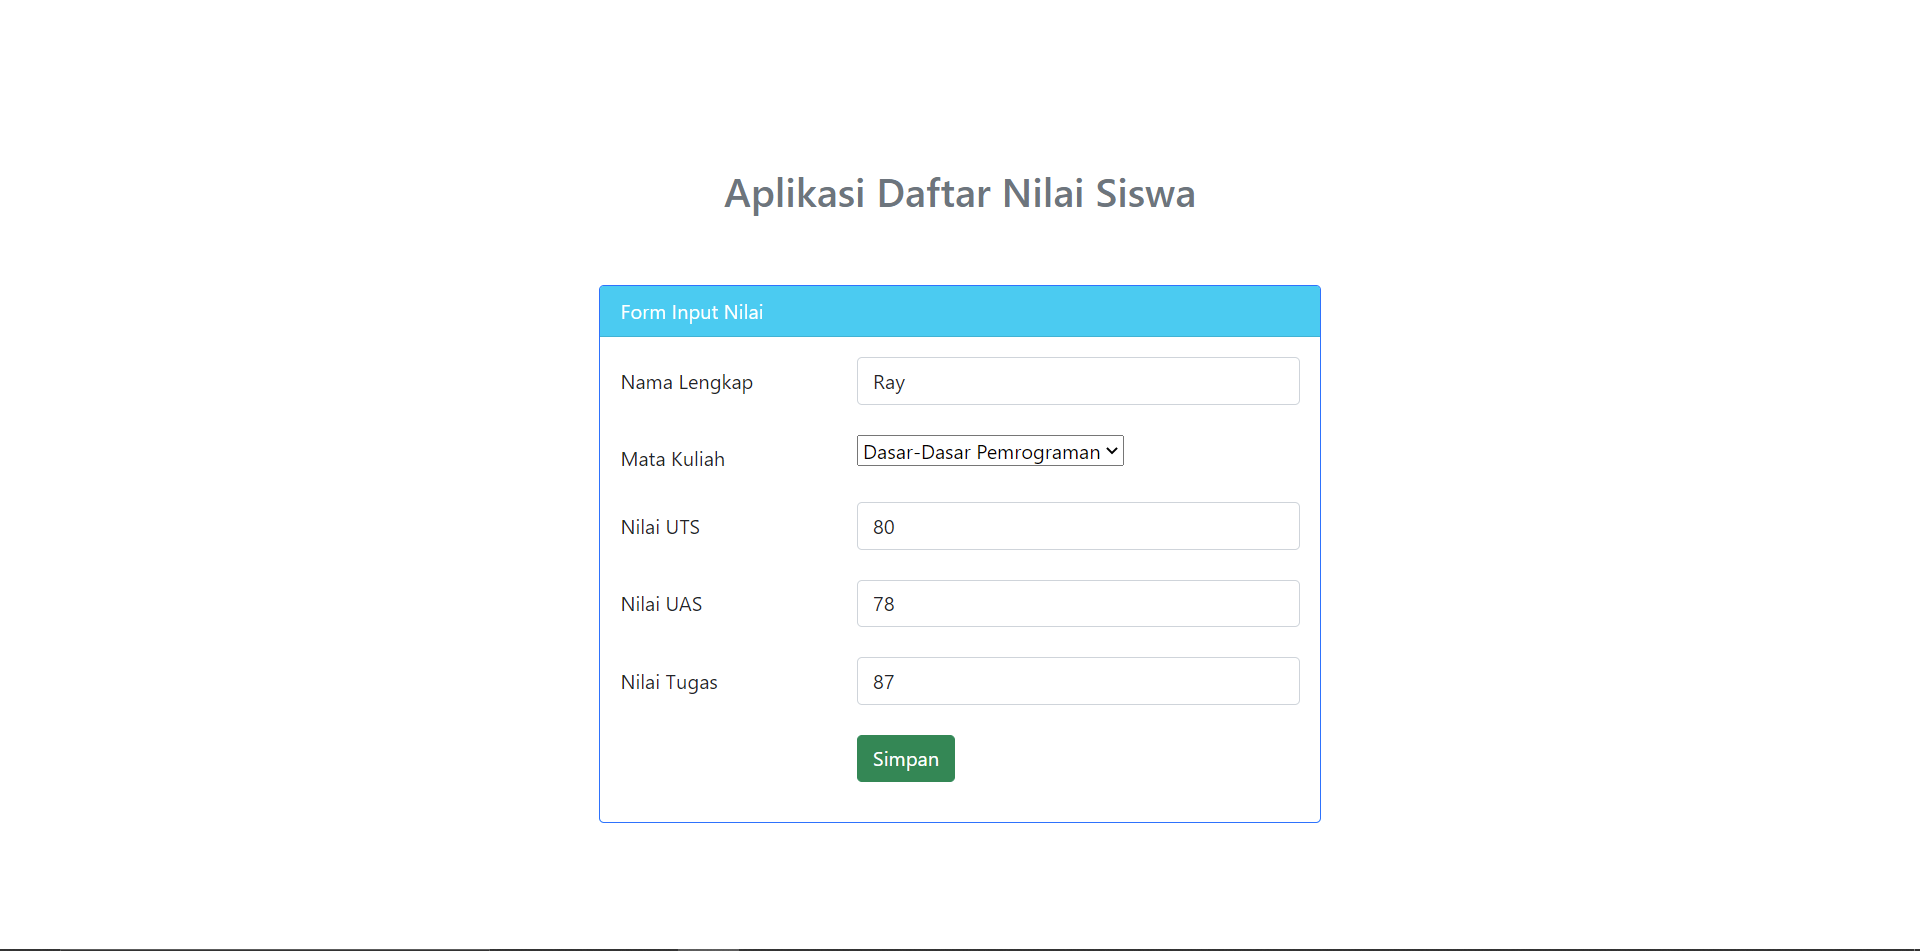 Aplikasi Daftar Nilai Siswa
Form Input Nilai
Nama Lengkap Ray
Mata Kuliah Dasar-Dasar Pemrograman
Nilai UTS 80
Nilai UAS 78
Nilai Tugas 87
Simpan